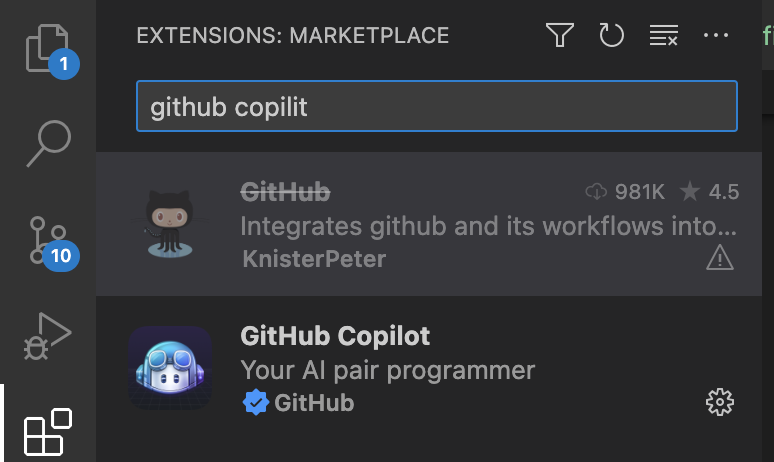 EXTENSIONS: MARKETPLACE
1
github copilit
GitHub 981K 4.5
Integrates github and its workflows into...
KnisterPeter
10
GitHub Copilot
Your AI pair programmer
GitHub
fi